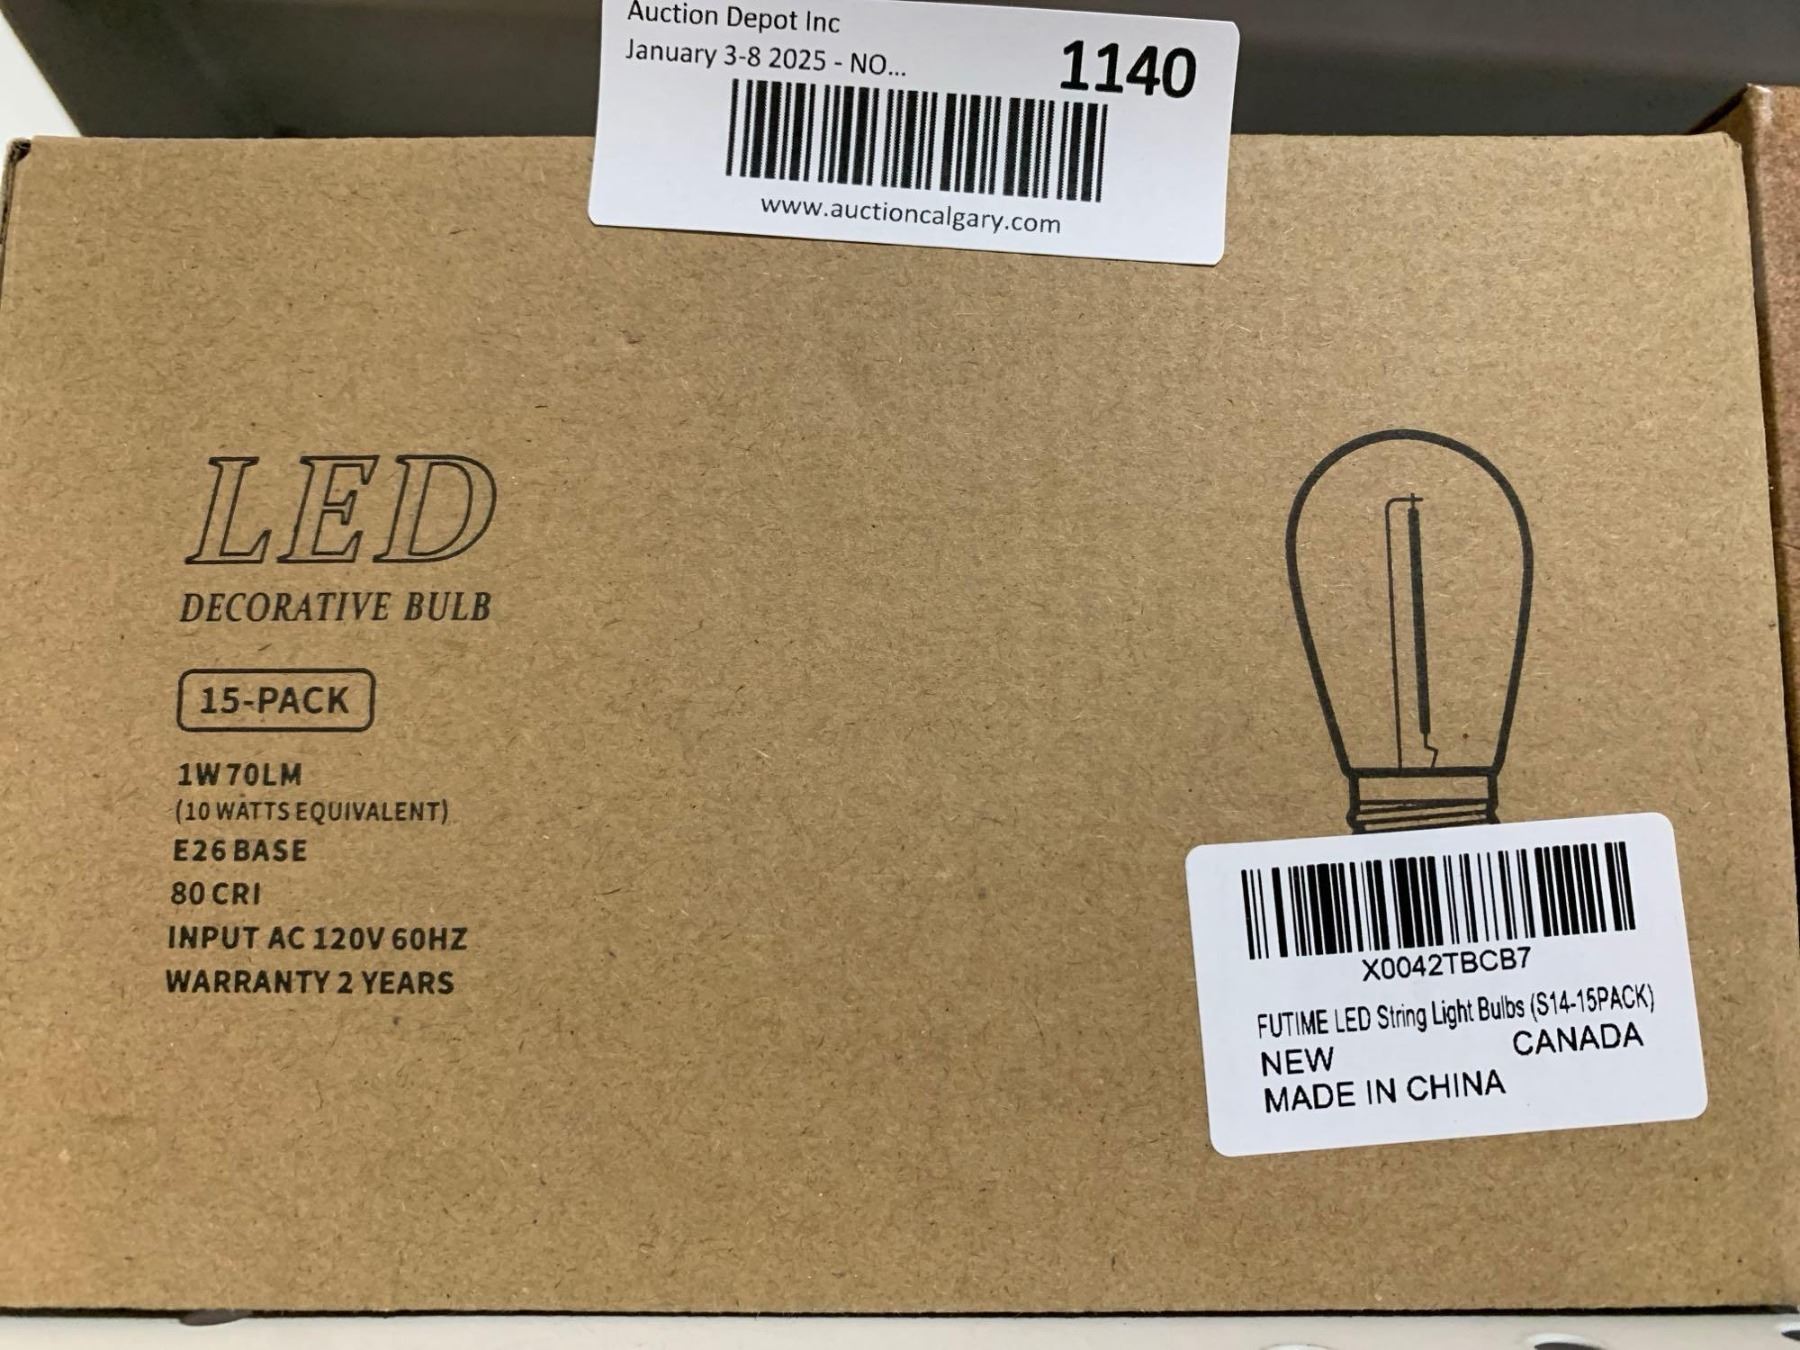 Auction Depot Inc
January 3-8 2025 - NO...
1140
www.auctioncalgary.com
LED
DECORATIVE BULB
15-PACK
1W 70LM
(10 WATTS EQUIVALENT)
E26 BASE
80 CRI
INPUT AC 120V 60HZ
WARRANTY 2 YEARS
X0042TBCB7
FUTIME LED String Light Bulbs (S14-15PACK)
NEW CANADA
MADE IN CHINA